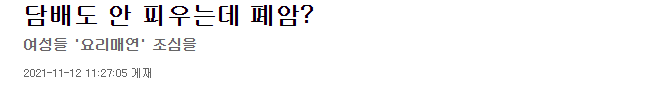 담배도 안 피우는데 폐암?
여성들 '요리매연' 조심을
2021-11-12 11:27:05 게재